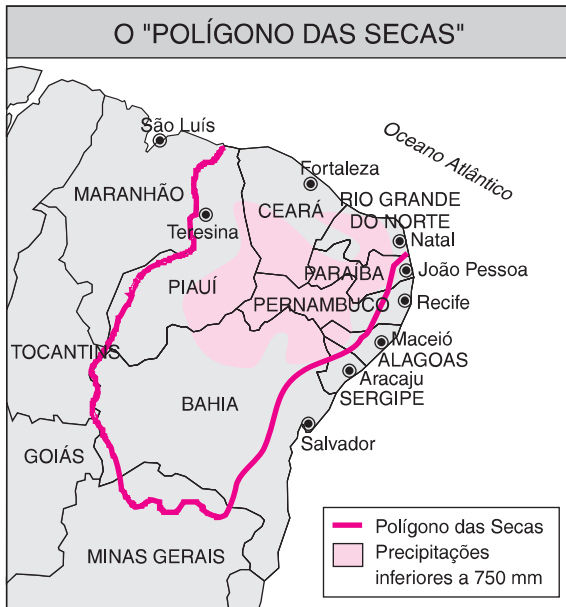 O "POLÍGONO DAS SECAS"
São Luís
Oceano Atlântico
Fortaleza
MARANHÃO
CEARÁ
RIO GRANDE
DO NORTE
Teresina
Natal
PARAÍBA
João Pessoa
PIAUÍ
PERNAMBUCO
Recife
Maceió
TOCANTINS
ALAGOAS
Aracaju
SERGIPE
BAHIA
Salvador
GOIÁS
MINAS GERAIS
Polígono das Secas
Precipitações
inferiores a 750 mm